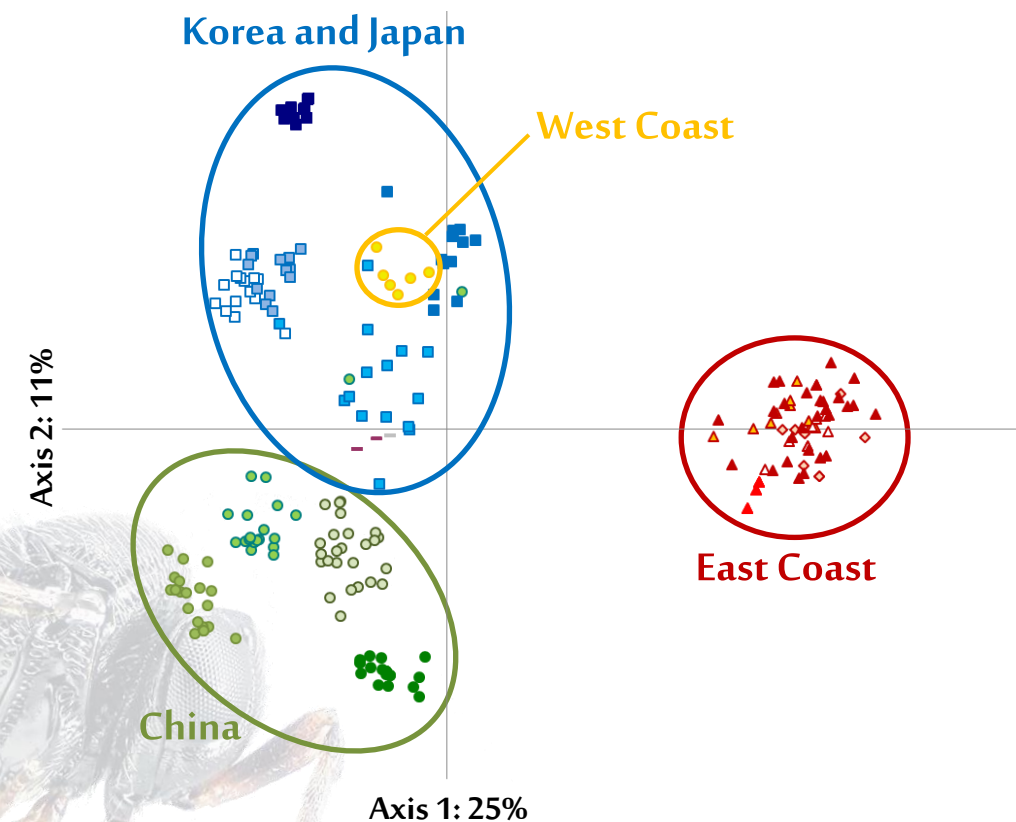 Korea and Japan
West Coast
Axis 2: 11%
East Coast
China
Axis 1: 25%